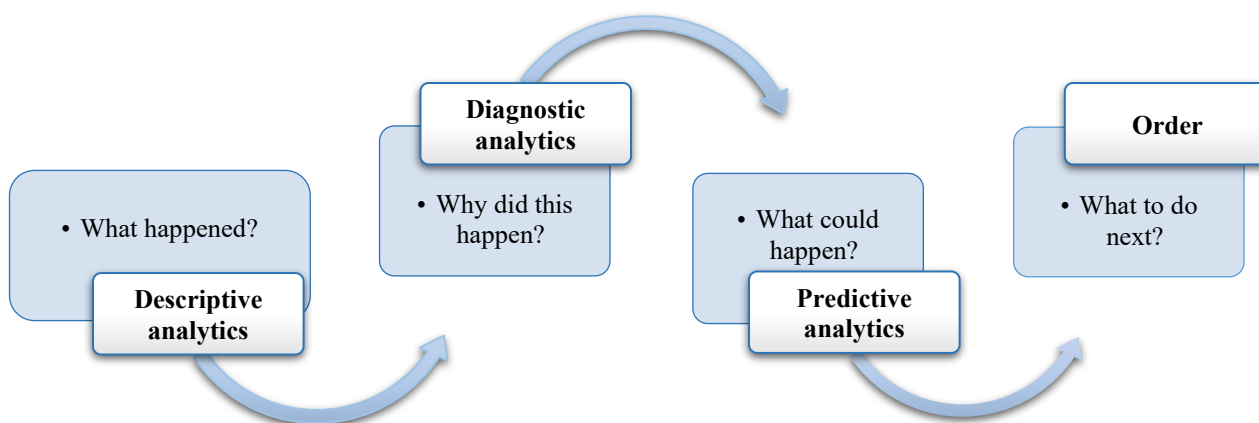 • What happened?
Descriptive
analytics
Diagnostic
analytics
• Why did this
happen?
• What could
happen?
Predictive
analytics
Order
• What to do
next?